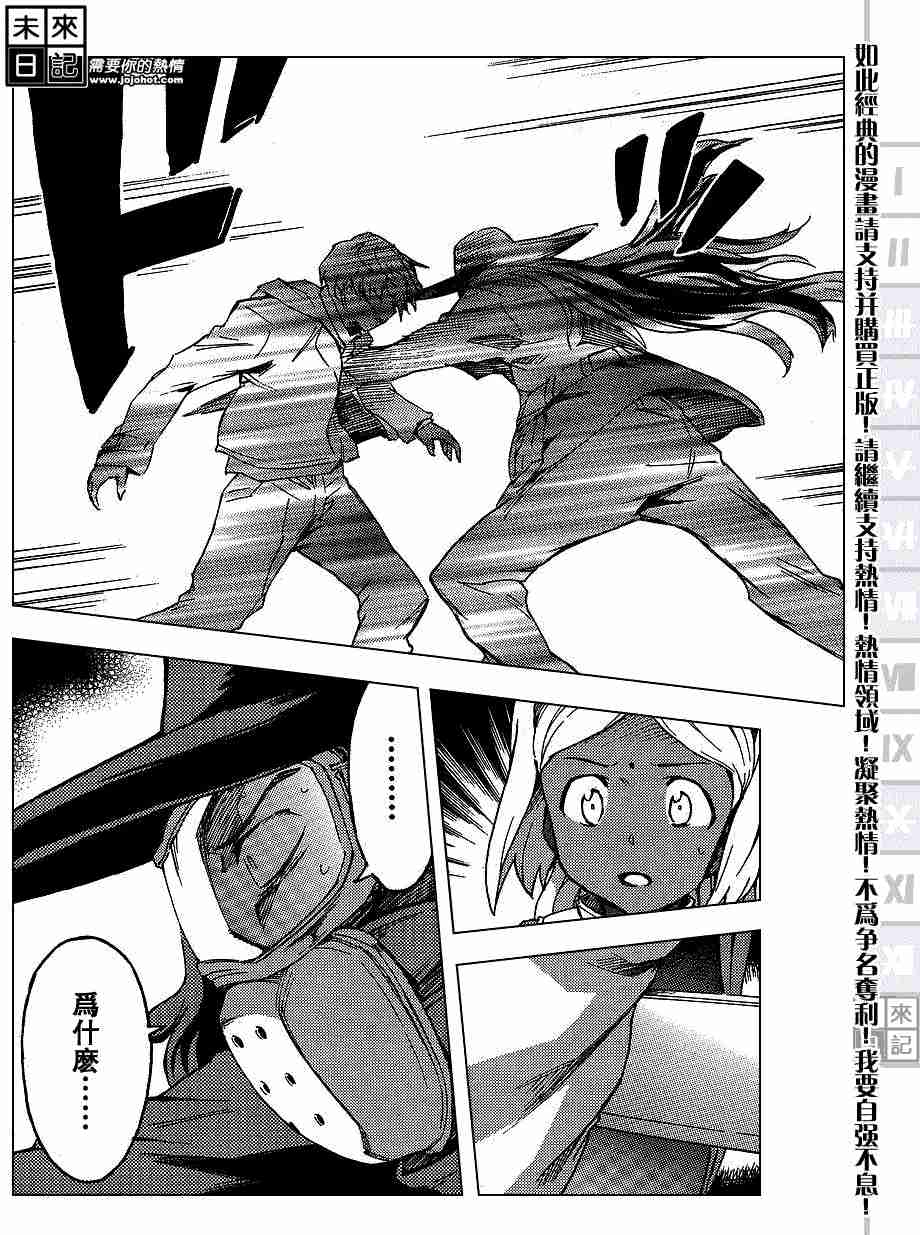 未來
日記
需要你的熱情
www.jojohot.com
ド
……
爲什麼……
如此經典的漫畫請支持并購買正版！請繼續支持熱情！熱情領域！凝聚熱情！不爲争名奪利！我要自强不息！
I
II
III
IV
V
VI
VII
VIII
IX
X
XI
來
記